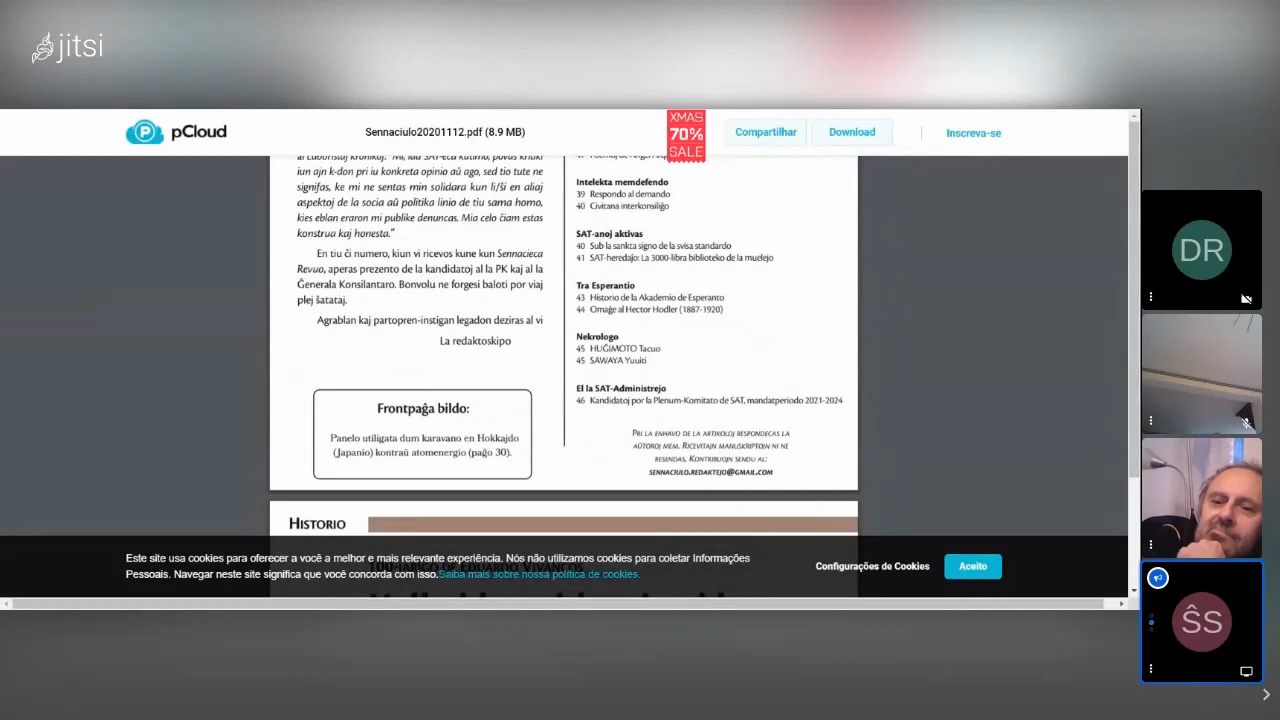 jitsi
pCloud
Sennaciulo20201112.pdf (8.9 MB)
XMAS
70%
SALE
Compartilhar
Download
Inscreva-se
iun ajn k-don pri iu konkreta opinio aŭ ago, sed tio tute ne
signifas, ke mi ne sentas min solidara kun li/ŝi en aliaj
aspektoj de la socia aŭ politika linio de tiu sama homo,
kies eblan eraron mi publike denuncas. Mia celo ĉiam estas
konstrua kaj honesta."
En tiu ĉi numero, kiun vi ricevos kune kun Sennacieca
Revuo, aperas prezento de la kandidatoj al la PK kaj al la
Ĝenerala Konsilantaro. Bonvolu ne forgesi baloti por viaj
plej ŝatataj.
Agrablan kaj partopren-instigan legadon deziras al vi
La redaktoskipo
Frontpaĝa bildo:
Panelo utiligata dum karavano en Hokkajdo
(Japanio) kontraŭ atomenergio (paĝo 30).
Intelekta memdefendo
39 Respondo al demando
40 Civitana interkonsiliĝo
SAT-anoj aktivas
40 Sub la sankta signo de la svisa standardo
41 SAT-heredaĵo: La 3000-libra biblioteko de la muelejo
Tra Esperantio
43 Historio de la Akademio de Esperanto
44 Omaĝe al Hector Hodler (1887-1920)
Nekrologo
45 HUĜIMOTO Tacuo
45 SAWAYA Yuuiti
El la SAT-Administrejo
46 Kandidatoj por la Plenum-Komitato de SAT, mandatperiodo 2021-2024
PRI LA ENHAVO DE LA ARTIKOLOJ RESPONDECAS LA
AŬTOROJ MEM. RICEVITAJN MANUSKRIPTOJN NI NE
RESENDAS. KONTRIBUOJN SENDU AL:
SENNACIULO.REDAKTEJO@GMAIL.COM
HISTORIO
Este site usa cookies para oferecer a você a melhor e mais relevante experiência. Nós não utilizamos cookies para coletar Informações
Pessoais. Navegar neste site significa que você concorda com isso.Saiba mais sobre nossa política de cookies.
Configurações de Cookies
Aceito
DR
ŜS